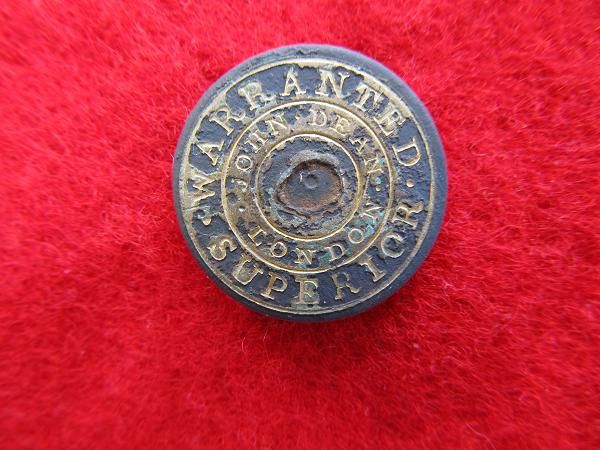 ·WARRANTED·
SUPERIOR
·JOHN·DEAN·
LONDON